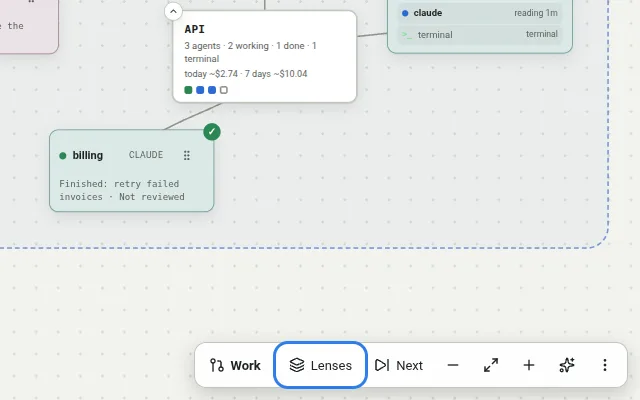 e the
API
3 agents · 2 working · 1 done · 1
terminal
today ~$2.74 · 7 days ~$10.04
claude reading 1m
>_ terminal terminal
billing CLAUDE
Finished: retry failed
invoices · Not reviewed
Work Lenses Next